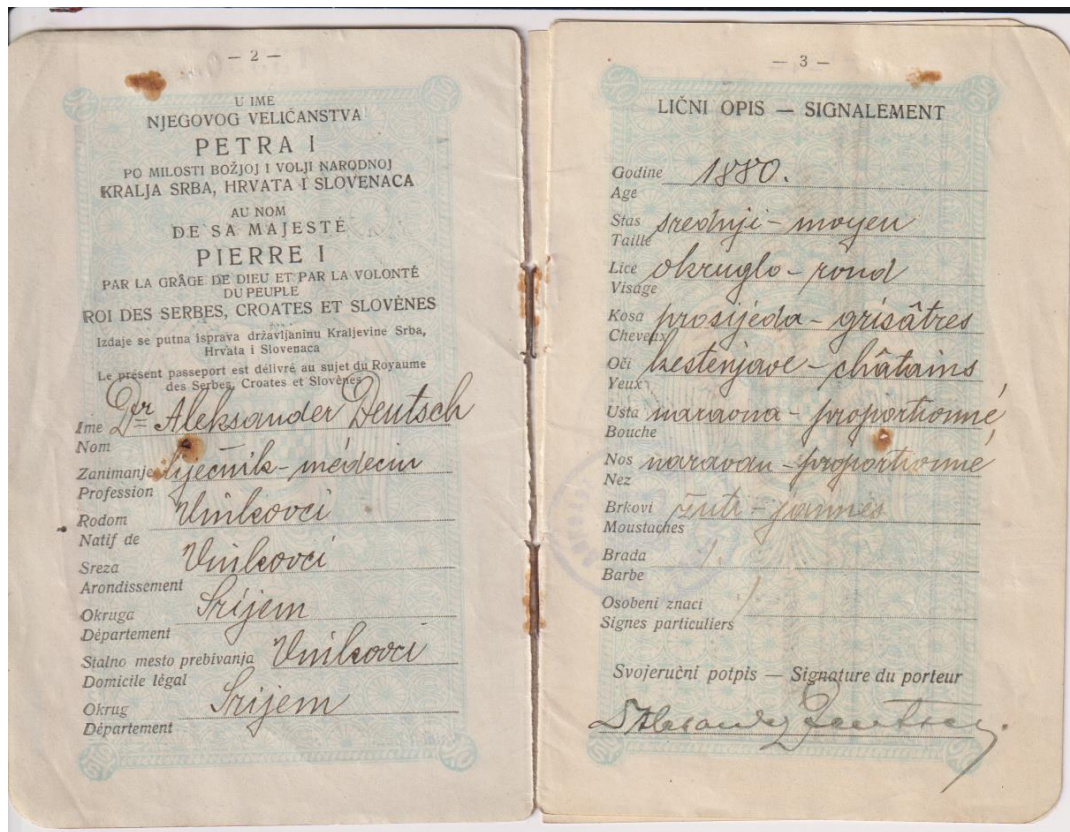 — 2 —
U IME
NJEGOVOG VELIČANSTVA
PETRA I
PO MILOSTI BOŽJOJ I VOLJI NARODNOJ
KRALJA SRBA, HRVATA I SLOVENACA
AU NOM
DE SA MAJESTÉ
PIERRE I
PAR LA GRÂGE DE DIEU ET PAR LA VOLONTÉ
DU PEUPLE
ROI DES SERBES, CROATES ET SLOVÈNES
Izdaje se putna isprava državljaninu Kraljevine Srba,
Hrvata i Slovenaca
Le présent passeport est délivré au sujet du Royaume
des Serbes, Croates et Slovènes
Ime Dr Aleksander Deutsch
Nom
Zanimanje liječnik - médecin
Profession
Rodom Vinkovci
Natif de
Sreza Vinkovci
Arondissement
Okruga Srijem
Département
Stalno mesto prebivanja Vinkovci
Domicile légal
Okrug Srijem
Département
— 3 —
LIČNI OPIS — SIGNALEMENT
Godine 1880.
Age
Stas srednji - moyen
Taille
Lice okruglo - rond
Visage
Kosa prosijeda - grisâtres
Cheveux
Oči kestenjave - châtains
Yeux
Usta naravna - proportionné
Bouche
Nos naravan - proportionné
Nez
Brkovi žuti - jaunes
Moustaches
Brada /.
Barbe
Osobeni znaci /
Signes particuliers
Svojeručni potpis — Signature du porteur
Dr Alexander Deutsch.